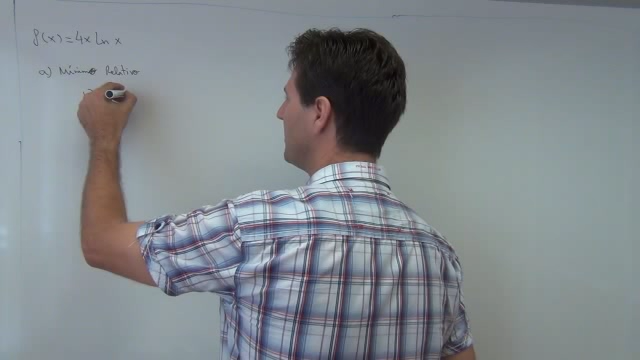 f(x) = 4x ln x
a) Mínimo Relativo